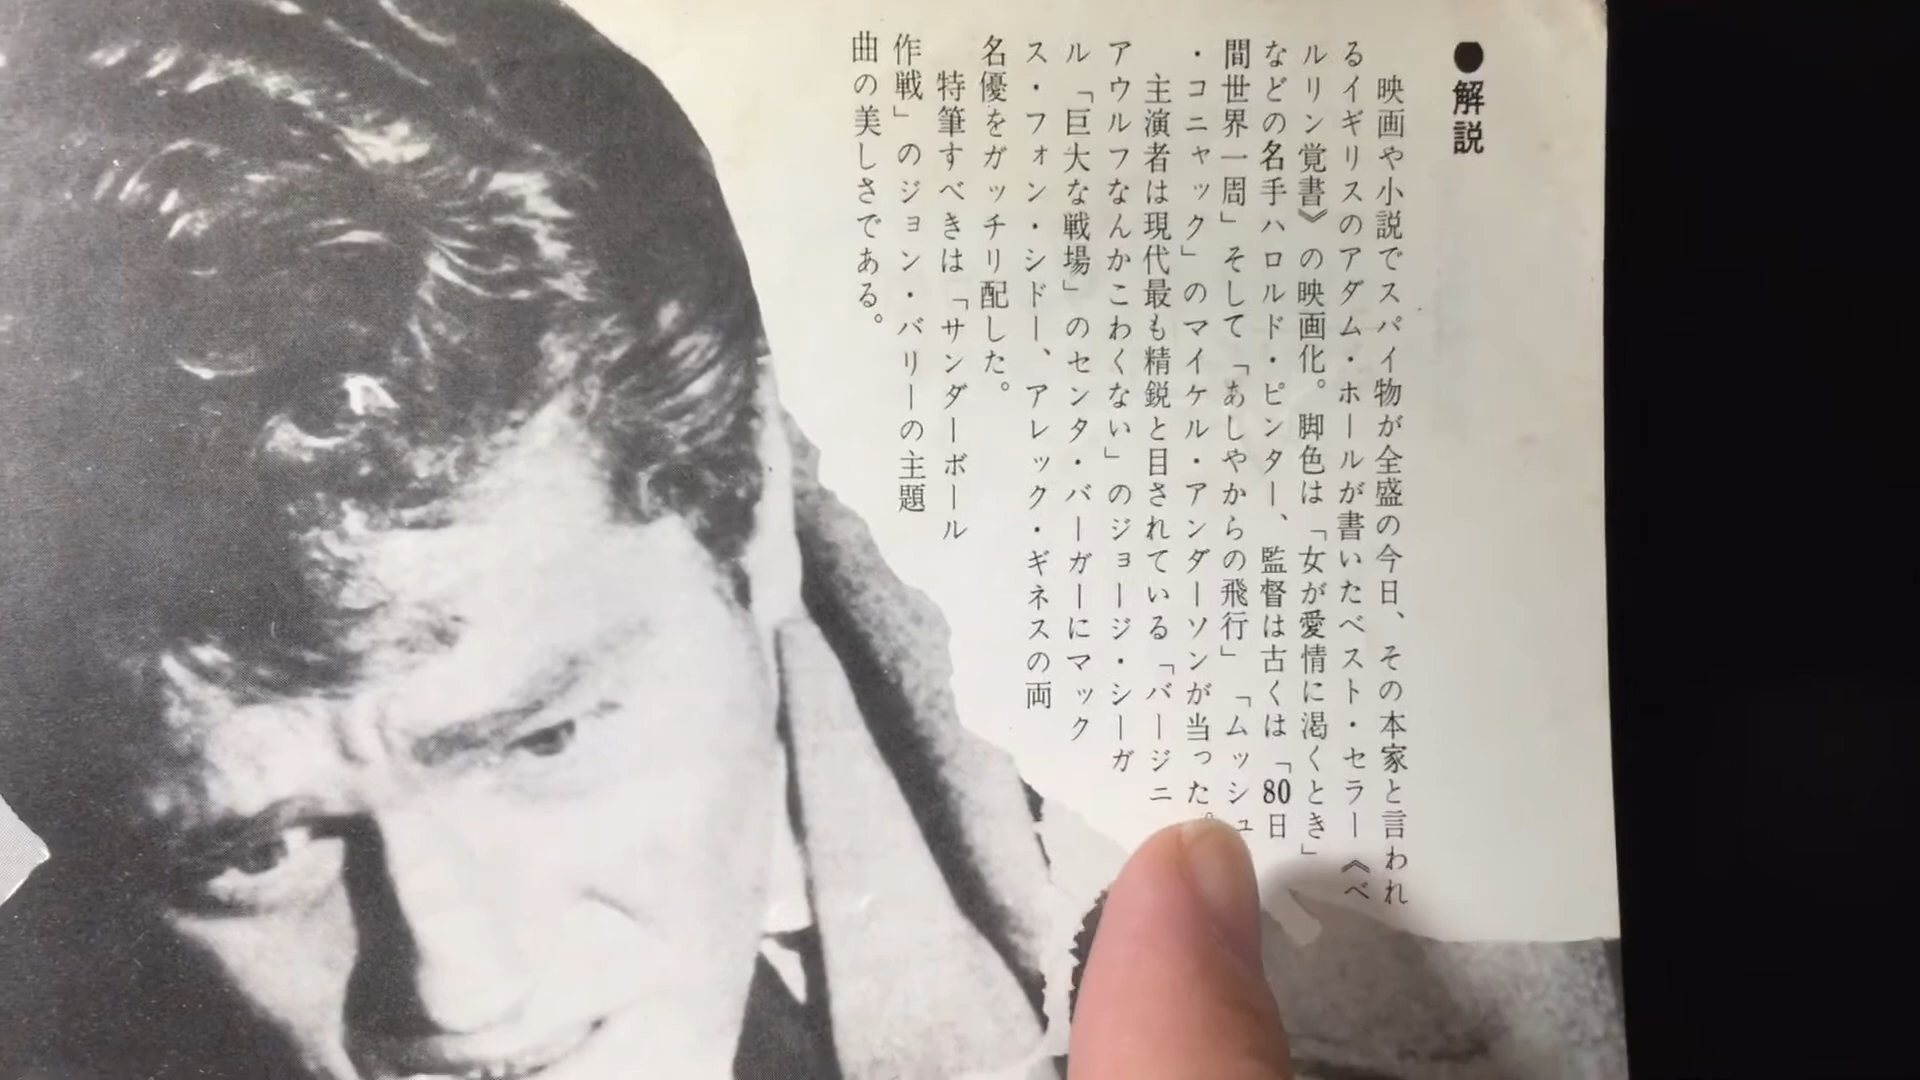 ●解説
映画や小説でスパイ物が全盛の今日、その本家と言われ
るイギリスのアダム・ホールが書いたベスト・セラー《ベ
ルリン覚書》の映画化。脚色は「女が愛情に渇くとき」
などの名手ハロルド・ピンター、監督は古くは「80日
間世界一周」そして「あしやからの飛行」「ムッシュ
・コニャック」のマイケル・アンダーソンが当った。
主演者は現代最も精鋭と目されている「バージニ
アウルフなんかこわくない」のジョージ・シーガ
ル「巨大な戦場」のセンタ・バーガーにマック
ス・フォン・シドー、アレック・ギネスの両
名優をガッチリ配した。
特筆すべきは「サンダーボール
作戦」のジョン・バリーの主題
曲の美しさである。